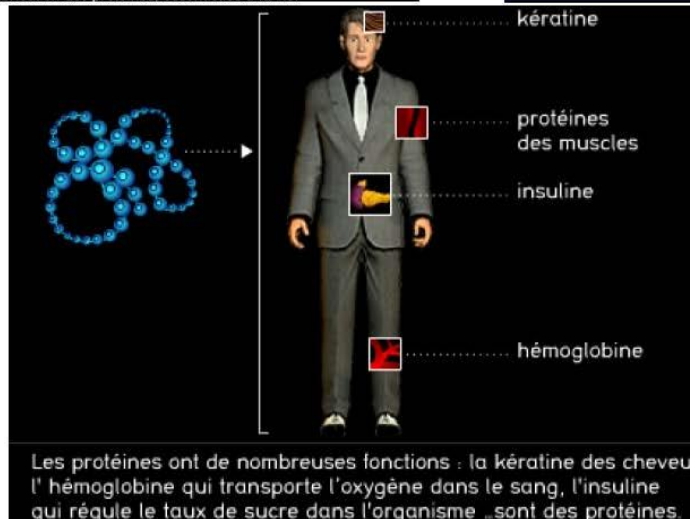 kératine
protéines
des muscles
insuline
hémoglobine
Les protéines ont de nombreuses fonctions : la kératine des cheveu
l' hémoglobine qui transporte l'oxygène dans le sang, l'insuline
qui régule le taux de sucre dans l'organisme ...sont des protéines.